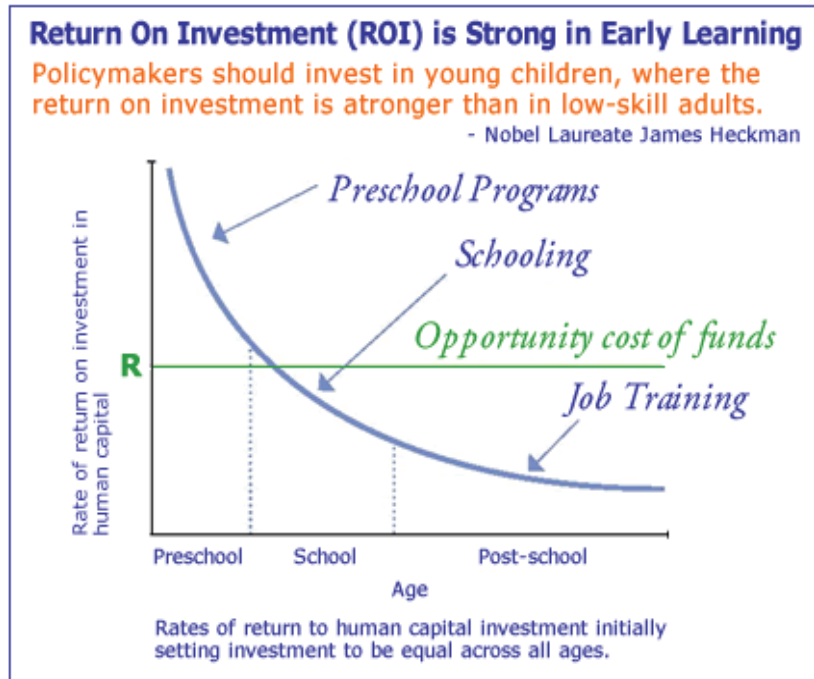 Return On Investment (ROI) is Strong in Early Learning
Policymakers should invest in young children, where the
return on investment is atronger than in low-skill adults.
- Nobel Laureate James Heckman
Preschool Programs
Schooling
Opportunity cost of funds
R
Job Training
Rate of return on investment in
human capital
Preschool
School
Post-school
Age
Rates of return to human capital investment initially
setting investment to be equal across all ages.